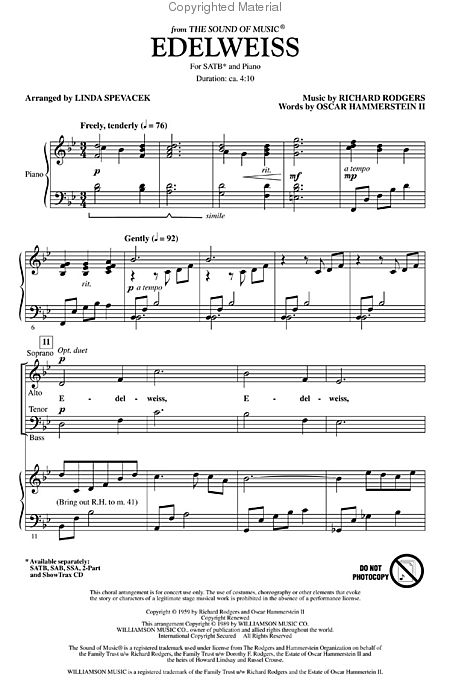 Copyrighted Material
from THE SOUND OF MUSIC®
EDELWEISS
For SATB* and Piano
Duration: ca. 4:10
Arranged by LINDA SPEVACEK
Music by RICHARD RODGERS
Words by OSCAR HAMMERSTEIN II
Freely, tenderly (♩ = 76)
Piano
p
rit.
mf
a tempo
mp
simile
Gently (♩ = 92)
rit.
p a tempo
6
11
Soprano
Opt. duet
p
Alto
E - del - weiss, E - del - weiss,
Tenor
p
Bass
(Bring out R.H. to m. 41)
11
*Available separately:
SATB, SAB, SSA, 2-Part
and ShowTrax CD
DO NOT
PHOTOCOPY
This choral arrangement is for concert use only. The use of costumes, choreography or other elements that evoke
the story or characters of a legitimate stage musical work is prohibited in the absence of a performance license.
Copyright © 1959 by Richard Rodgers and Oscar Hammerstein II
Copyright Renewed
This arrangement Copyright © 1989 by WILLIAMSON MUSIC
WILLIAMSON MUSIC CO., owner of publication and allied rights throughout the world
International Copyright Secured All Rights Reserved
The Sound of Music® is a registered trademark used under license from The Rodgers and Hammerstein Organization on behalf of
the Family Trust u/w Richard Rodgers, the Family Trust u/w Dorothy F. Rodgers, the Estate of Oscar Hammerstein II and the
heirs of Howard Lindsay and Russel Crouse.
WILLIAMSON MUSIC is a registered trademark of the Family Trust u/w Richard Rodgers and the Estate of Oscar Hammerstein II.